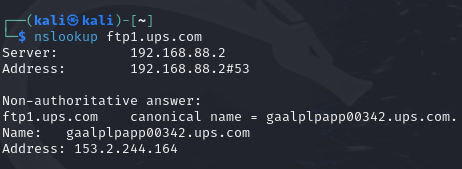 ┌──(kali㉿kali)-[~]
└─$ nslookup ftp1.ups.com
Server:         192.168.88.2
Address:        192.168.88.2#53
Non-authoritative answer:
ftp1.ups.com    canonical name = gaalplpapp00342.ups.com.
Name:   gaalplpapp00342.ups.com
Address: 153.2.244.164